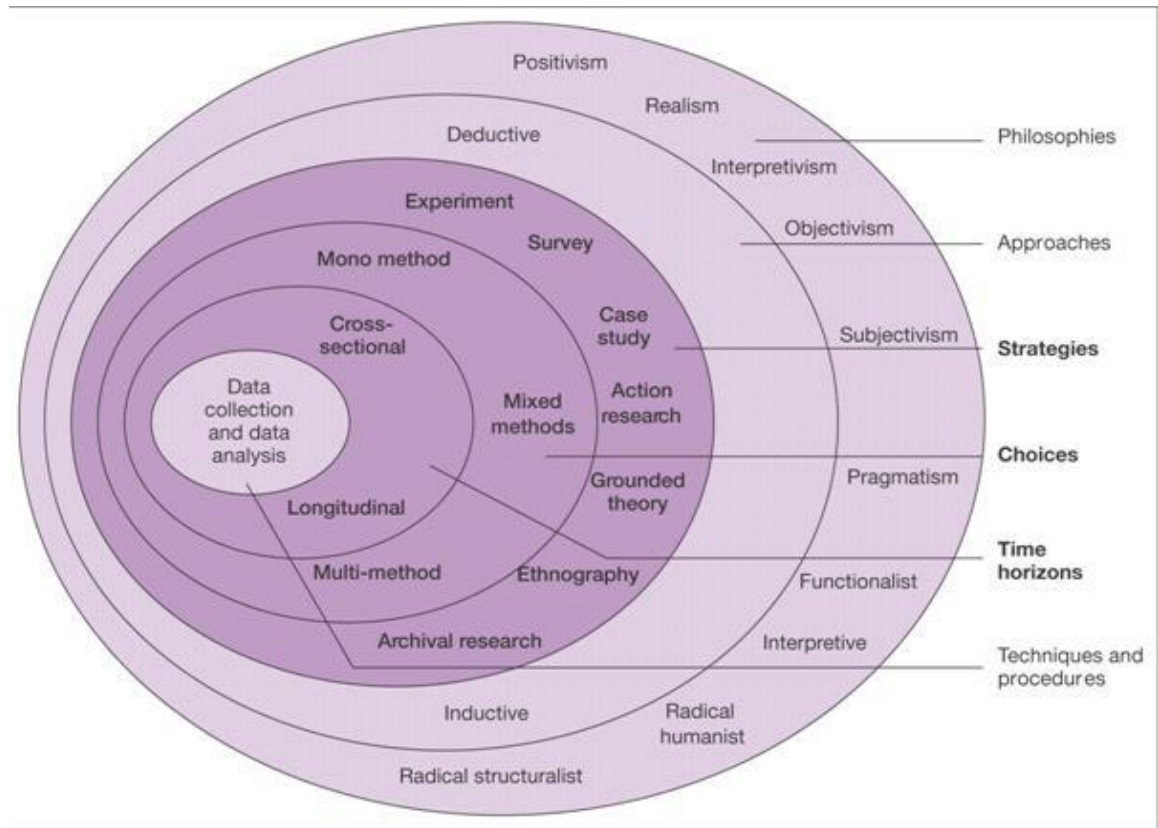 Positivism
Realism
Philosophies
Deductive
Interpretivism
Experiment
Objectivism
Survey
Approaches
Mono method
Case
study
Cross-
sectional
Subjectivism
Strategies
Data
collection
and data
analysis
Mixed
methods
Action
research
Choices
Grounded
theory
Pragmatism
Longitudinal
Time
horizons
Multi-method
Ethnography
Functionalist
Archival research
Interpretive
Techniques and
procedures
Inductive
Radical
humanist
Radical structuralist